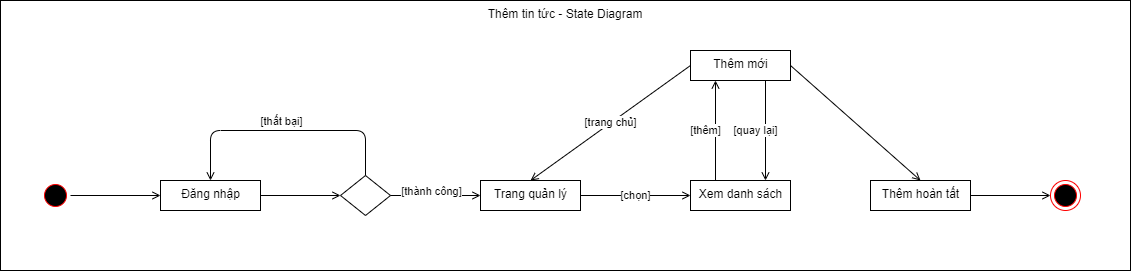 Thêm tin tức - State Diagram
Thêm mới
[thất bại]
[trang chủ]
[thêm]
[quay lại]
Đăng nhập
[thành công]
Trang quản lý
[chọn]
Xem danh sách
Thêm hoàn tất